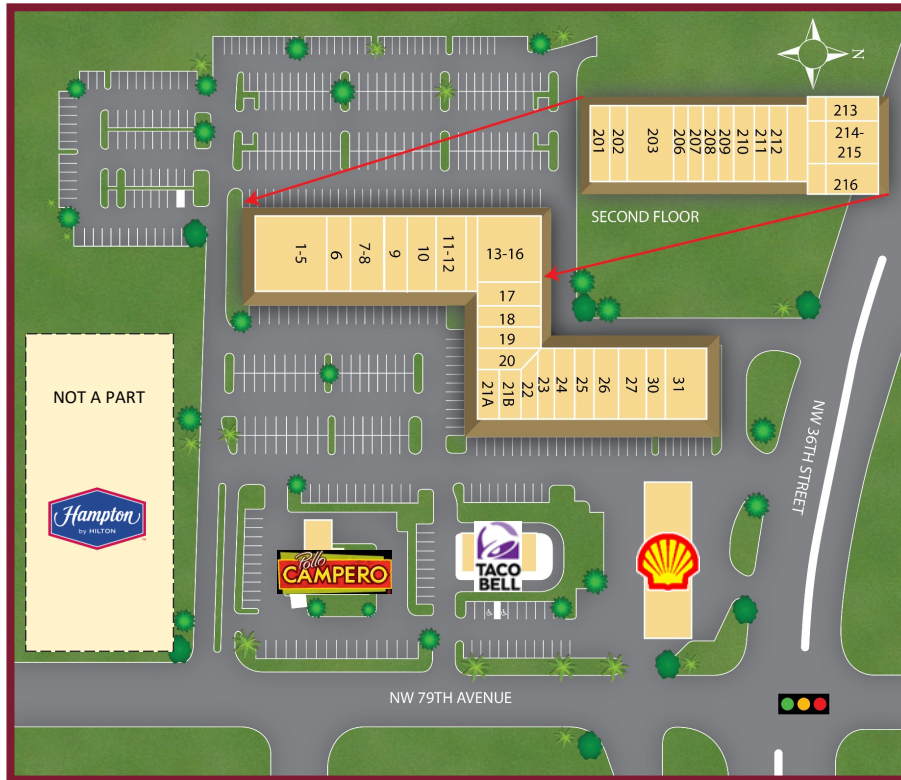 N
201
202
203
206
207
208
209
210
211
212
213
214-
215
216
SECOND FLOOR
1-5
6
7-8
9
10
11-12
13-16
17
18
19
20
21A
21B
22
23
24
25
26
27
30
31
NOT A PART
Hampton
by HILTON
Pollo
CAMPERO
TACO
BELL
NW 36TH STREET
NW 79TH AVENUE